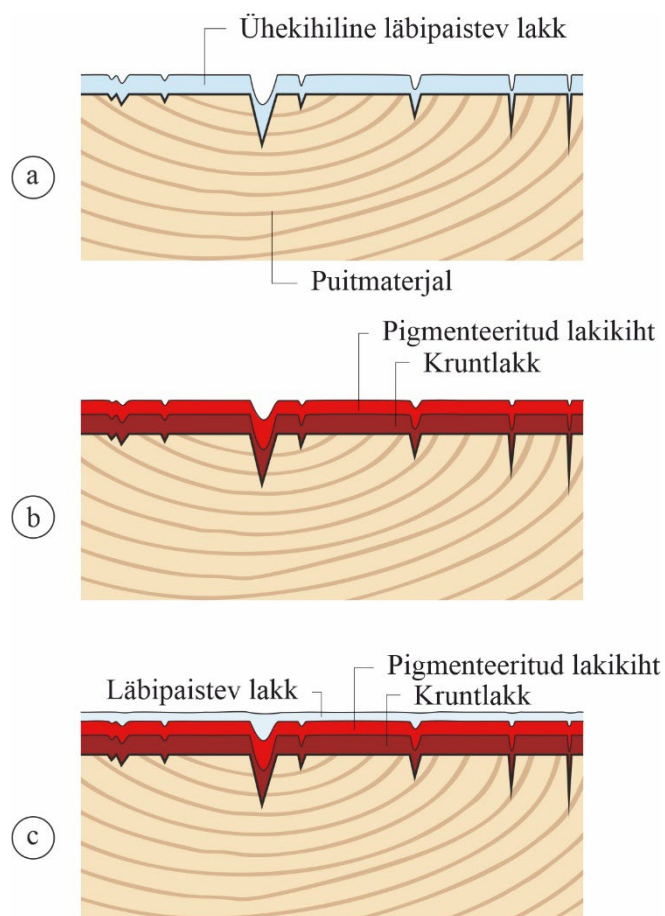 Ühekihiline läbipaistev lakk
a
Puitmaterjal
Pigmenteeritud lakikiht
Kruntlakk
b
Pigmenteeritud lakikiht
Läbipaistev lakk
Kruntlakk
c